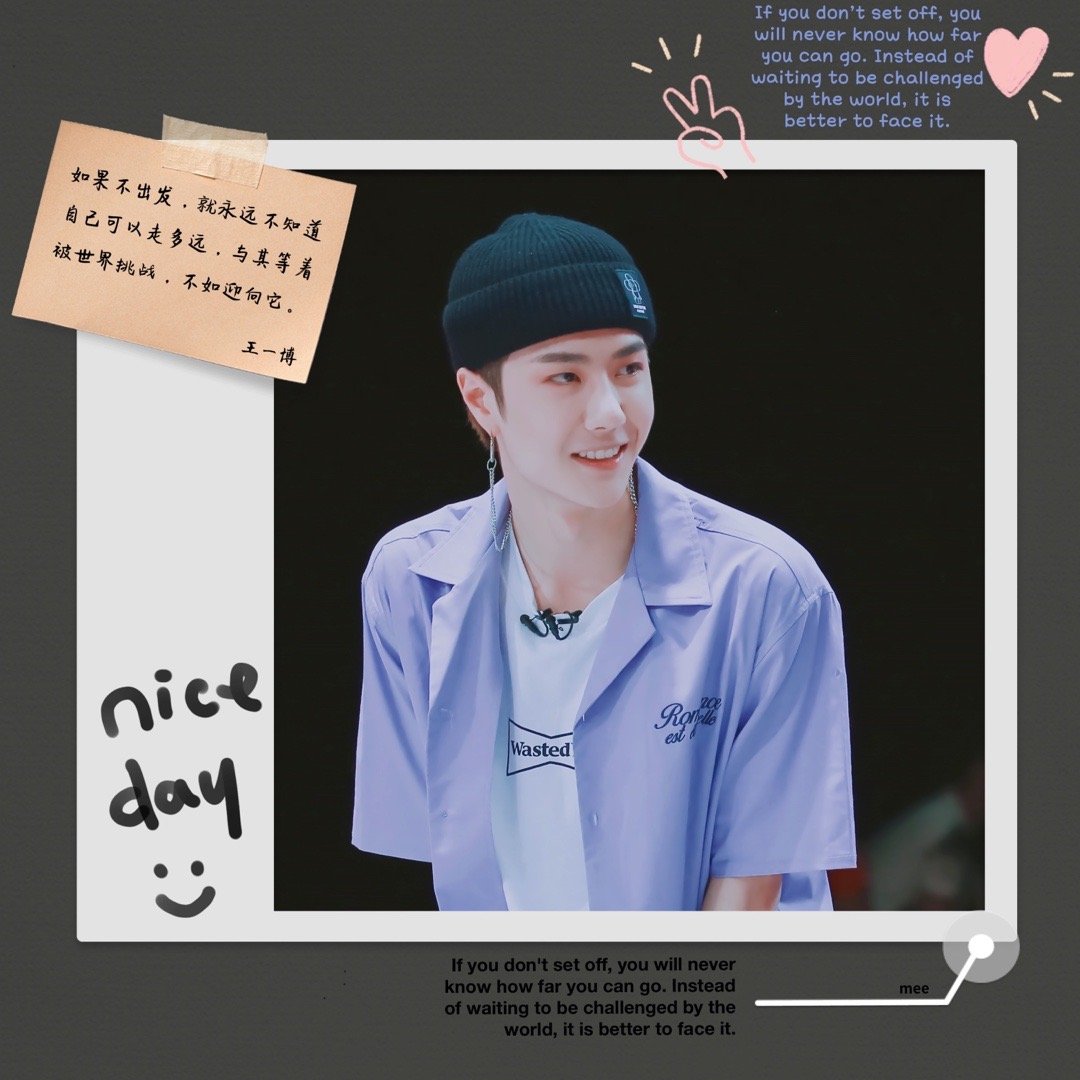 If you don’t set off, you
will never know how far
you can go. Instead of
waiting to be challenged
by the world, it is
better to face it.
如果不出发，就永远不知道
自己可以走多远，与其等着
被世界挑战，不如迎向它。
王一博
Wasted
est
nice
day
If you don't set off, you will never
know how far you can go. Instead
of waiting to be challenged by the
world, it is better to face it.
mee